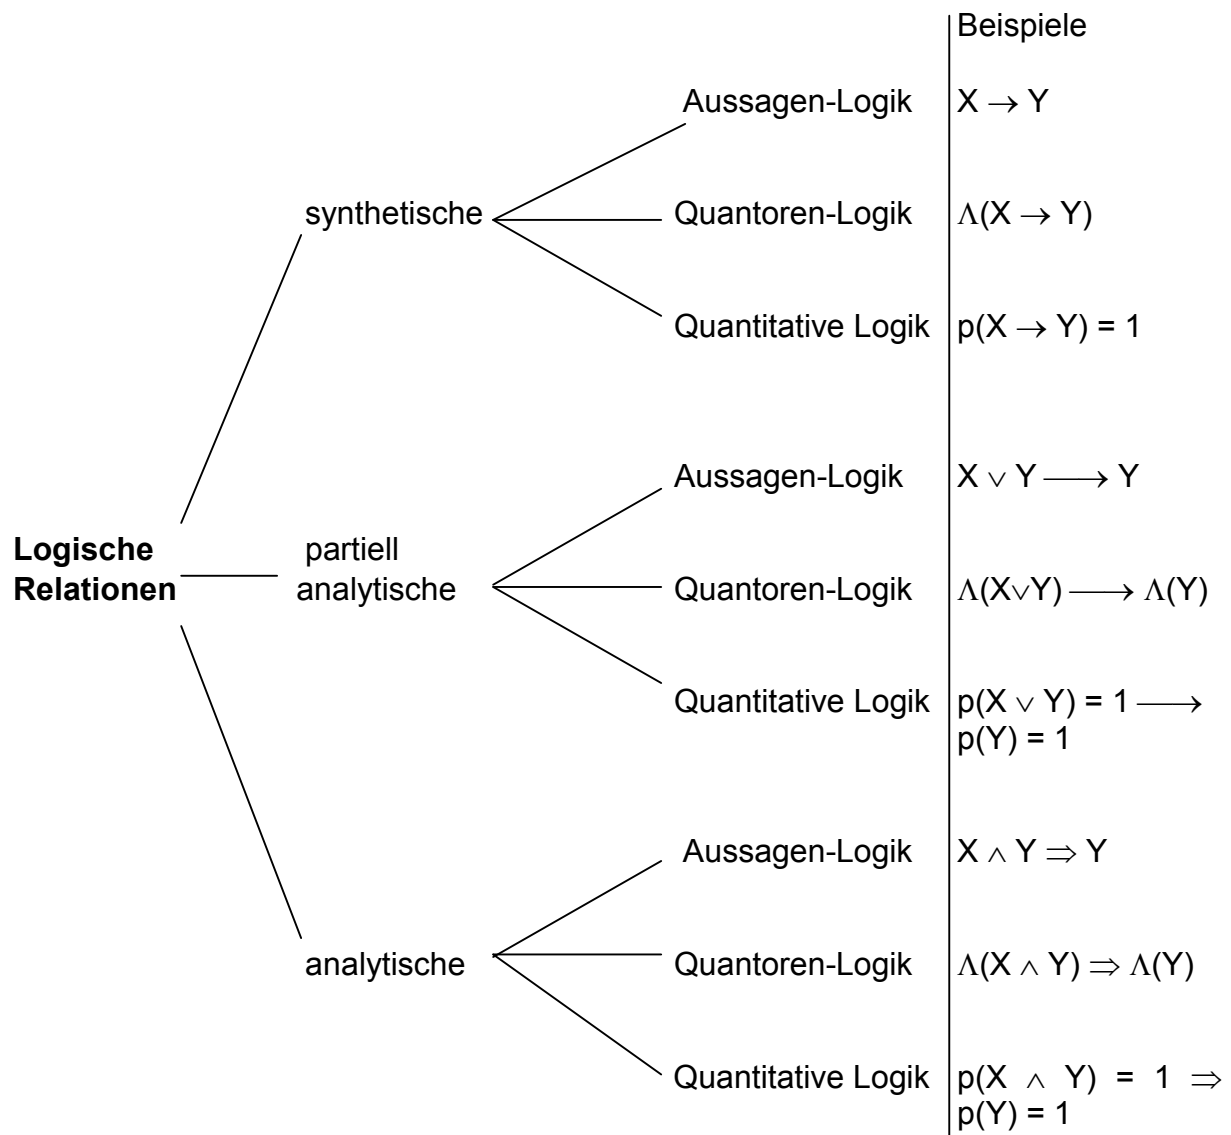 Beispiele
Aussagen-Logik X → Y
synthetische Quantoren-Logik Λ(X → Y)
Quantitative Logik p(X → Y) = 1
Aussagen-Logik X ∨ Y ⟶ Y
Logische partiell
Relationen analytische Quantoren-Logik Λ(X∨Y) ⟶ Λ(Y)
Quantitative Logik p(X ∨ Y) = 1 ⟶
p(Y) = 1
Aussagen-Logik X ∧ Y ⇒ Y
analytische Quantoren-Logik Λ(X ∧ Y) ⇒ Λ(Y)
Quantitative Logik p(X ∧ Y) = 1 ⇒
p(Y) = 1